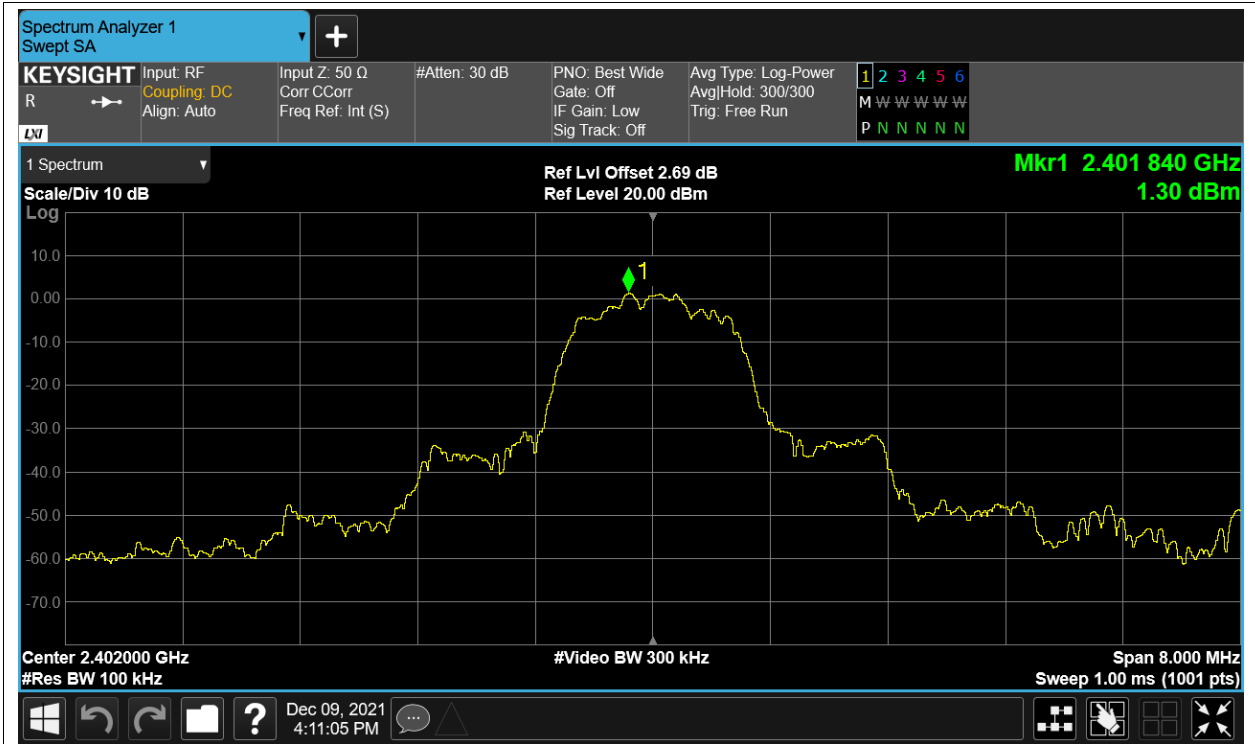 Spectrum Analyzer 1
Swept SA
+
KEYSIGHT
R
LXI
Input: RF
Coupling: DC
Align: Auto
Input Z: 50 Ω
Corr CCorr
Freq Ref: Int (S)
#Atten: 30 dB
PNO: Best Wide
Gate: Off
IF Gain: Low
Sig Track: Off
Avg Type: Log-Power
Avg|Hold: 300/300
Trig: Free Run
1 2 3 4 5 6
M W W W W W
P N N N N N
1 Spectrum
Scale/Div 10 dB
Log
Ref Lvl Offset 2.69 dB
Ref Level 20.00 dBm
Mkr1 2.401 840 GHz
1.30 dBm
1
10.0
0.00
-10.0
-20.0
-30.0
-40.0
-50.0
-60.0
-70.0
Center 2.402000 GHz
#Res BW 100 kHz
#Video BW 300 kHz
Span 8.000 MHz
Sweep 1.00 ms (1001 pts)
?
Dec 09, 2021
4:11:05 PM